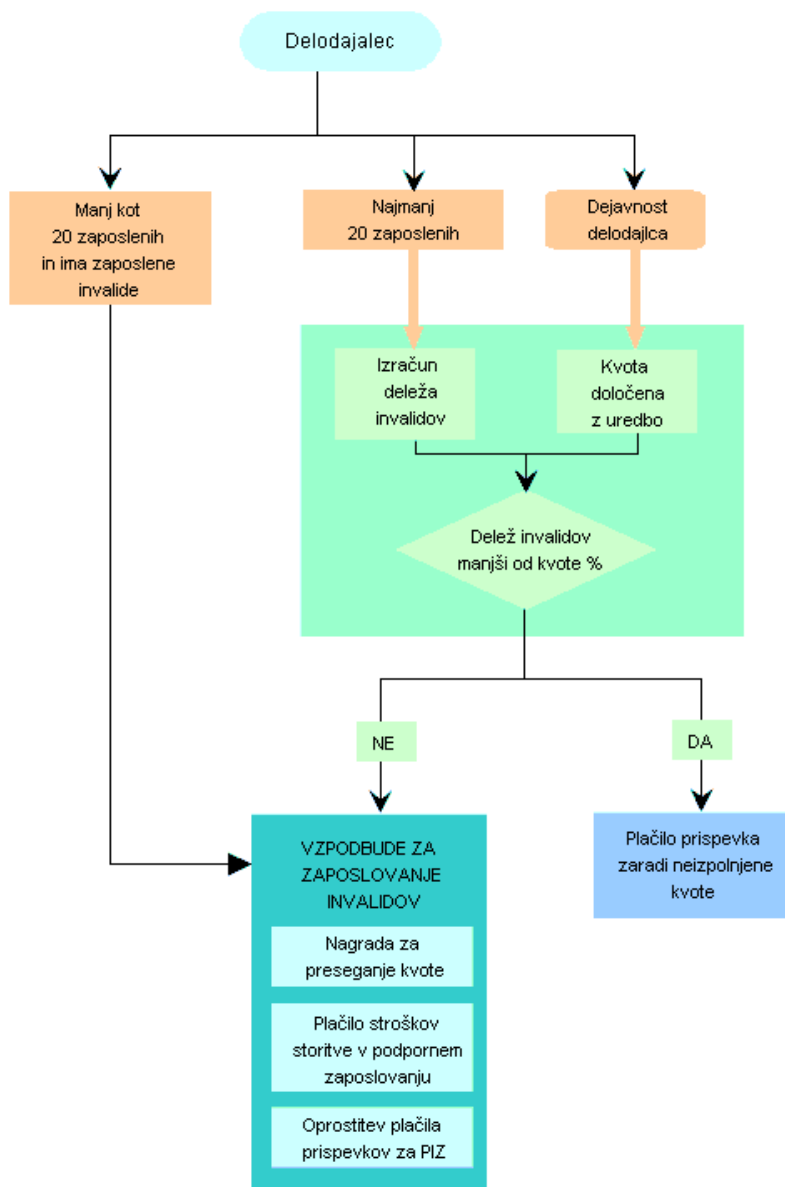 Delodajalec
Manj kot
20 zaposlenih
in ima zaposlene
invalide
Najmanj
20 zaposlenih
Dejavnost
delodajlca
Izračun
deleža
invalidov
Kvota
določena
z uredbo
Delež invalidov
manjši od kvote %
NE
DA
VZPODBUDE ZA
ZAPOSLOVANJE
INVALIDOV
Nagrada za
preseganje kvote
Plačilo stroškov
storitve v podpornem
zaposlovanju
Oprostitev plačila
prispevkov za PIZ
Plačilo prispevka
zaradi neizpolnjene
kvote